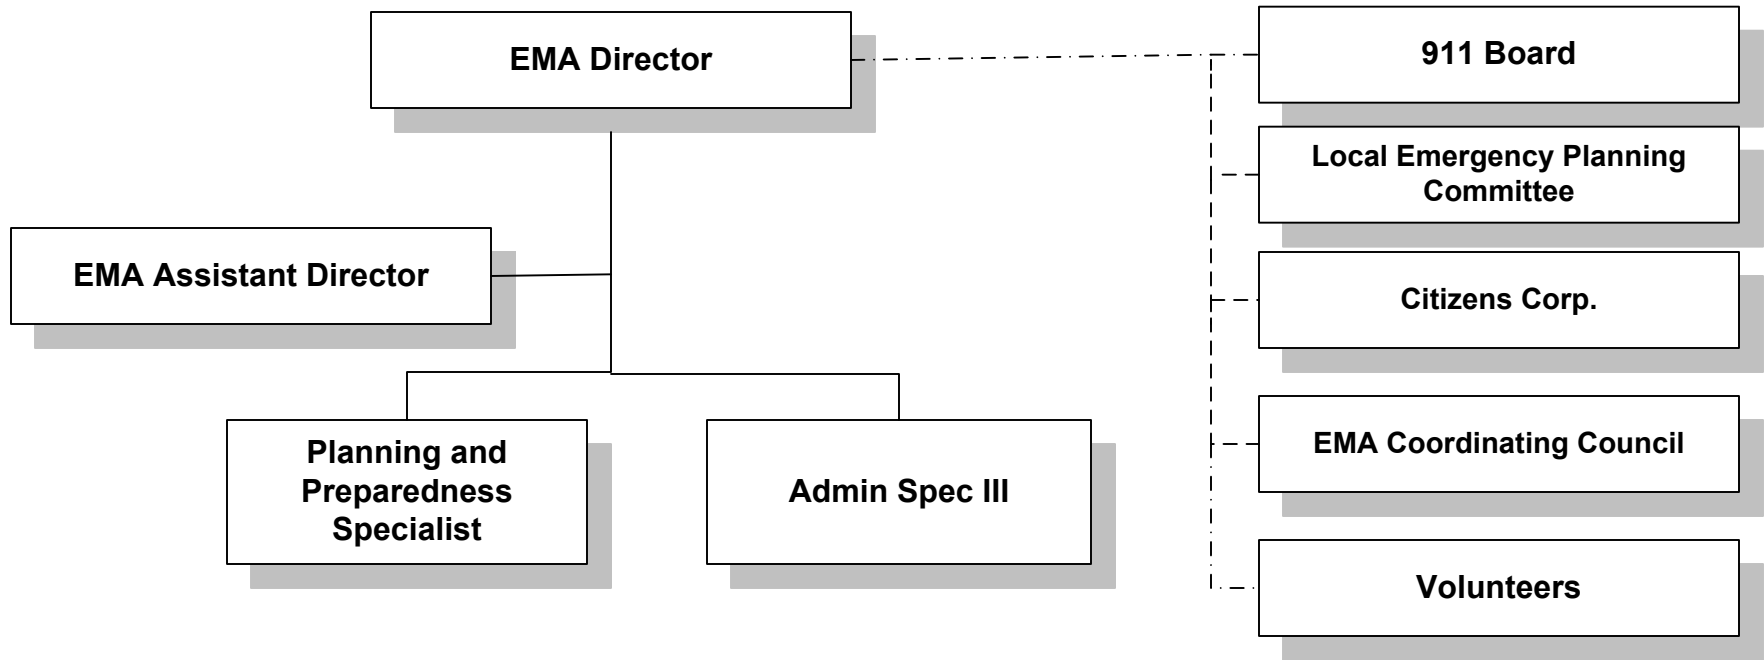 EMA Director
911 Board
Local Emergency Planning
Committee
EMA Assistant Director
Citizens Corp.
Planning and
Preparedness
Specialist
Admin Spec III
EMA Coordinating Council
Volunteers